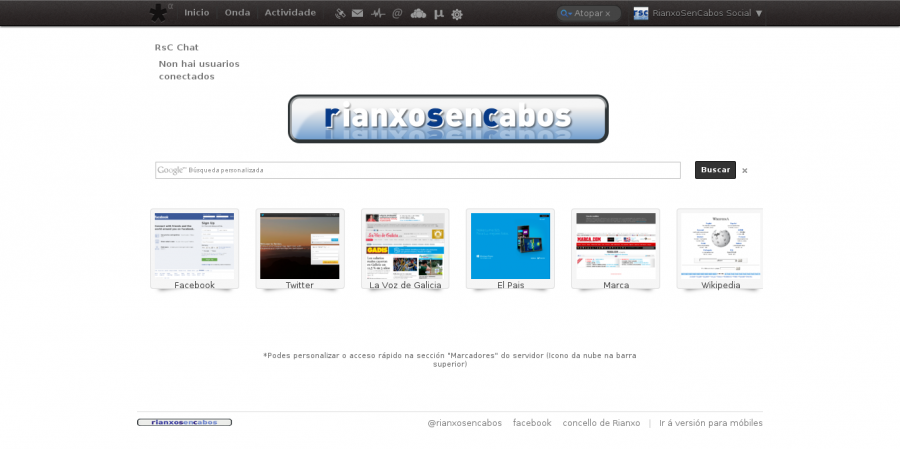 Inicio Onda Actividade @ µ Atopar x rsc RianxoSenCabos Social ▼
RsC Chat
Non hai usuarios
conectados
rianxosencabos
Google™ Búsqueda personalizada Buscar x
Facebook Twitter La Voz de Galicia El Pais Marca Wikipedia
*Podes personalizar o acceso rápido na sección "Marcadores" do servidor (Icono da nube na barra
superior)
rianxosencabos @rianxosencabos facebook concello de Rianxo | Ir á versión para móbiles